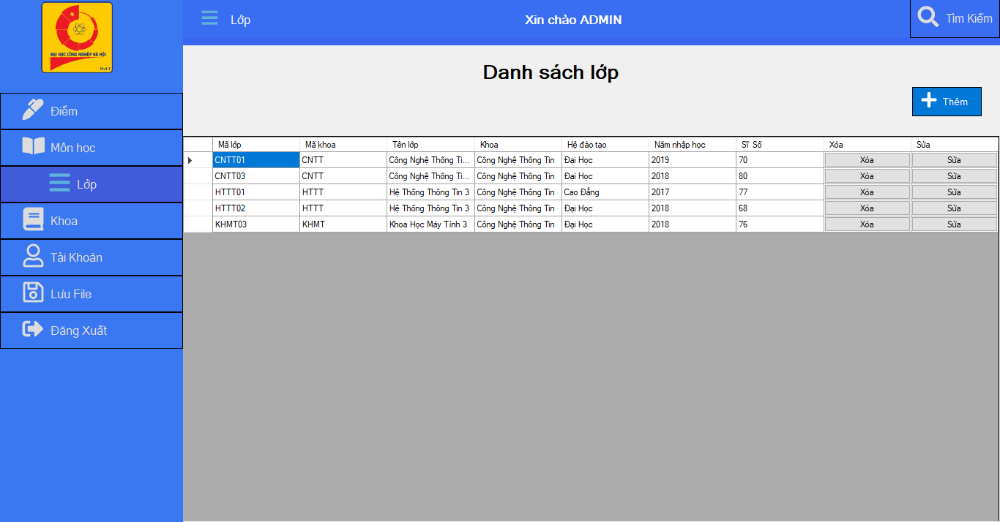 ĐẠI HỌC CÔNG NGHIỆP HÀ NỘI
HaUI
Lớp
Xin chào ADMIN
Tìm Kiếm
Danh sách lớp
Thêm
Điểm
Môn học
Lớp
Khoa
Tài Khoản
Lưu File
Đăng Xuất
Mã lớp Mã khoa Tên lớp Khoa Hệ đào tạo Năm nhập học Sĩ Số Xóa Sửa
CNTT01 CNTT Công Nghệ Thông Ti... Công Nghệ Thông Tin Đại Học 2019 70 Xóa Sửa
CNTT03 CNTT Công Nghệ Thông Ti... Công Nghệ Thông Tin Đại Học 2018 80 Xóa Sửa
HTTT01 HTTT Hệ Thống Thông Tin 3 Công Nghệ Thông Tin Cao Đẳng 2017 77 Xóa Sửa
HTTT02 HTTT Hệ Thống Thông Tin 3 Công Nghệ Thông Tin Đại Học 2018 68 Xóa Sửa
KHMT03 KHMT Khoa Học Máy Tính 3 Công Nghệ Thông Tin Đại Học 2018 76 Xóa Sửa